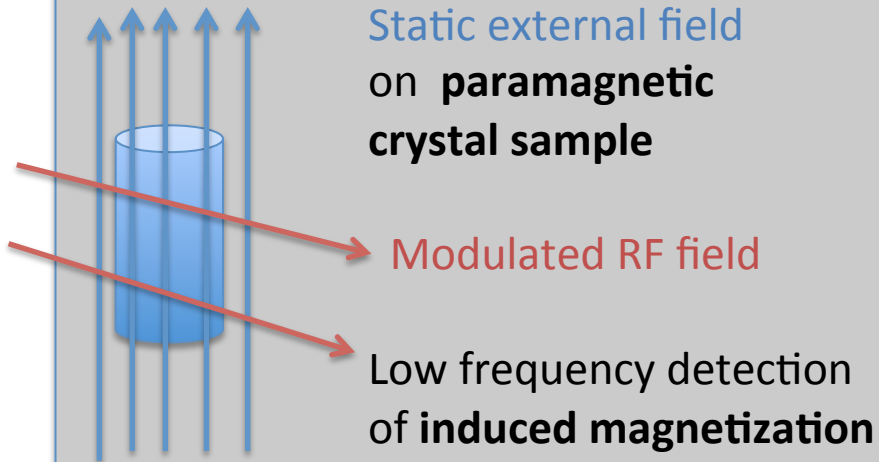 Static external field
on paramagnetic
crystal sample
Modulated RF field
Low frequency detection
of induced magnetization